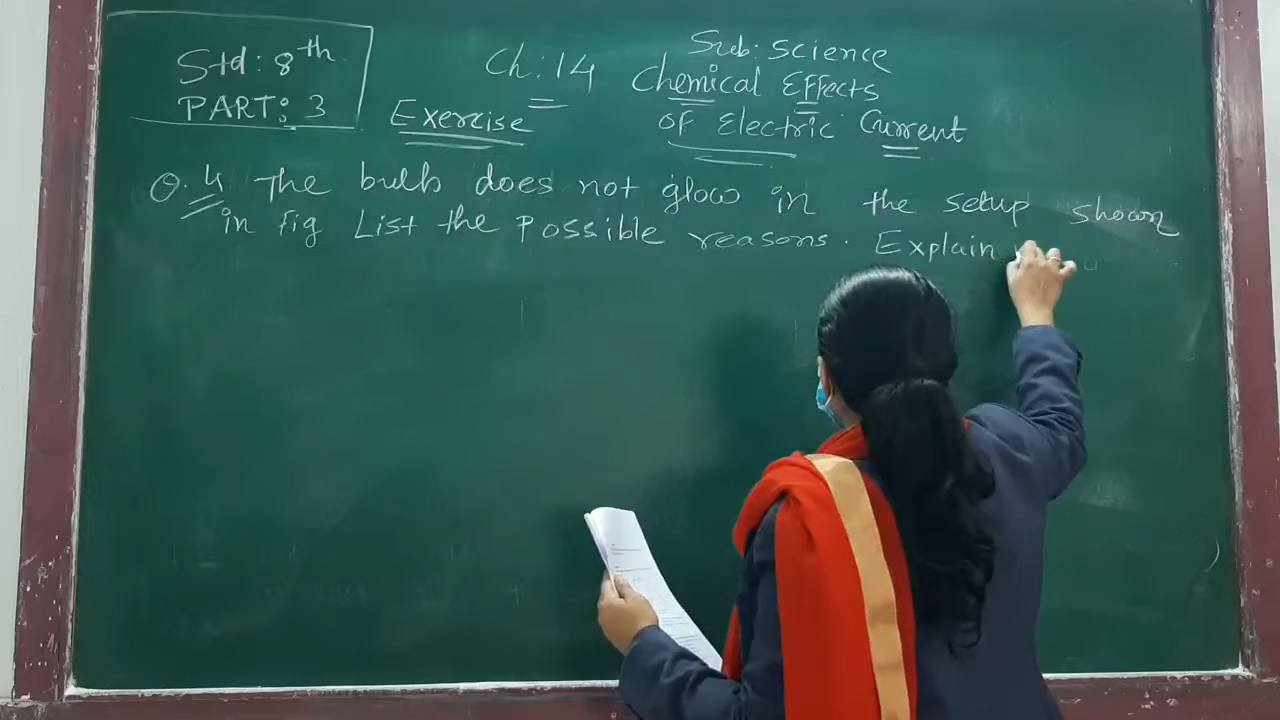 Std: 8th
PART: 3
Sub: science
Ch: 14 Chemical Effects
Exercise of Electric Current
Q. 4 The bulb does not glow in the setup shown
in fig List the possible reasons. Explain